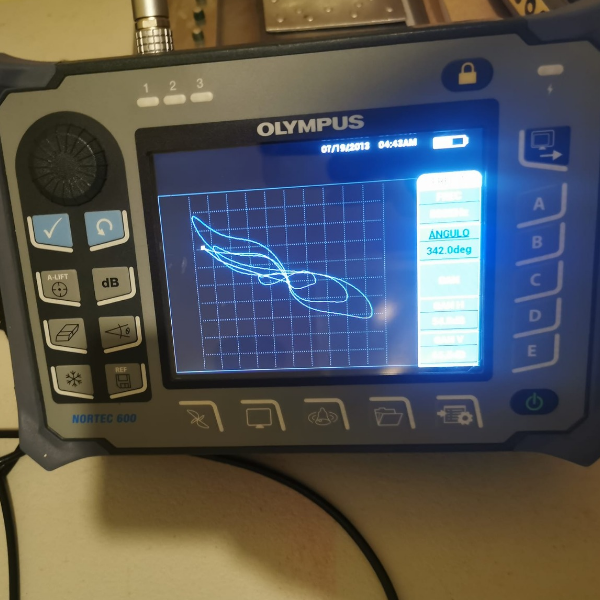 1 2 3
OLYMPUS
07/19/2013 04:43AM
ÁNGULO
342.0deg
A-LIFT
dB
θ
REF
NORTEC 600
A
B
C
D
E